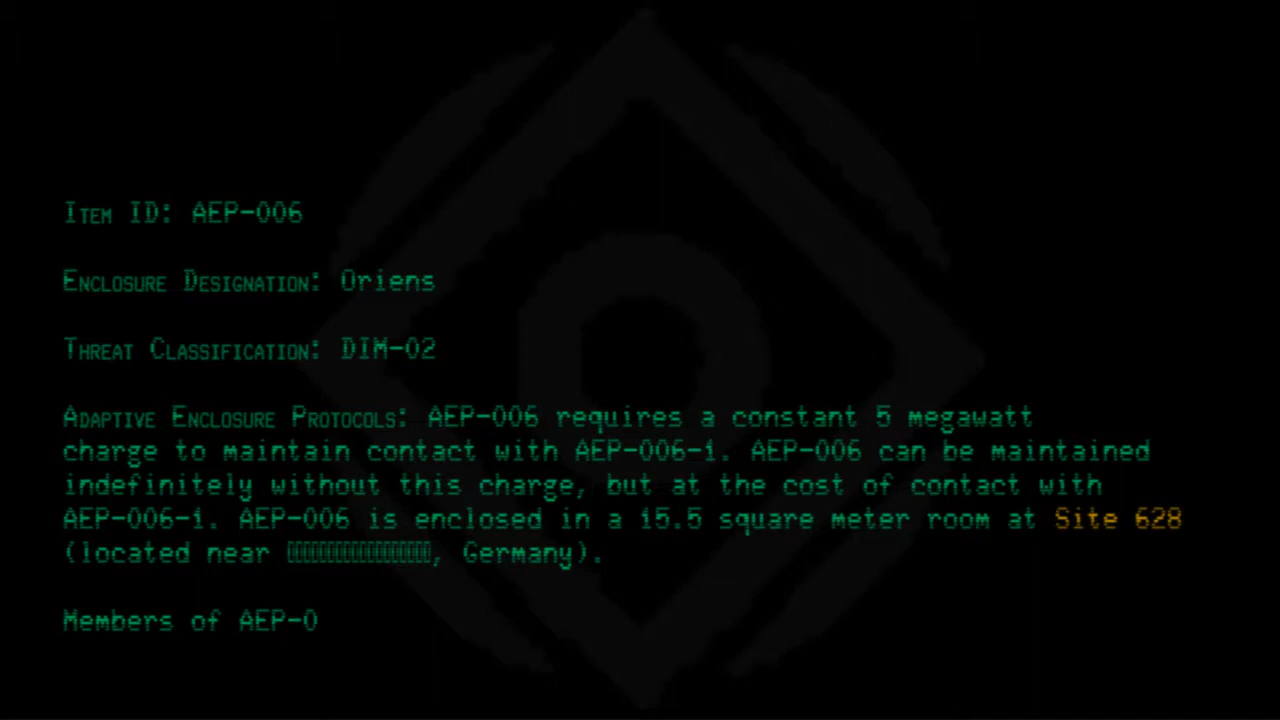 Item ID: AEP-006
Enclosure Designation: Oriens
Threat Classification: DIM-02
Adaptive Enclosure Protocols: AEP-006 requires a constant 5 megawatt
charge to maintain contact with AEP-006-1. AEP-006 can be maintained
indefinitely without this charge, but at the cost of contact with
AEP-006-1. AEP-006 is enclosed in a 15.5 square meter room at Site 628
(located near ▯▯▯▯▯▯▯▯▯▯▯▯▯▯▯▯▯▯, Germany).
Members of AEP-0